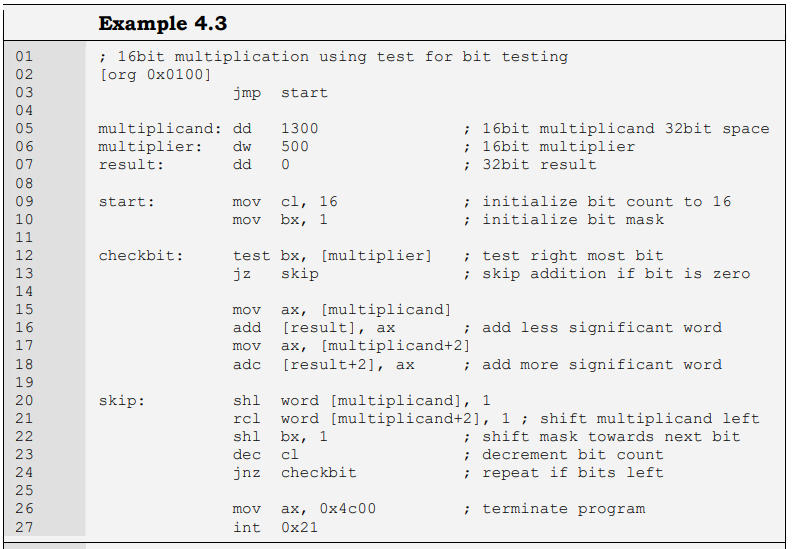 Example 4.3
01 ; 16bit multiplication using test for bit testing
02 [org 0x0100]
03 jmp start
04
05 multiplicand: dd 1300 ; 16bit multiplicand 32bit space
06 multiplier: dw 500 ; 16bit multiplier
07 result: dd 0 ; 32bit result
08
09 start: mov cl, 16 ; initialize bit count to 16
10 mov bx, 1 ; initialize bit mask
11
12 checkbit: test bx, [multiplier] ; test right most bit
13 jz skip ; skip addition if bit is zero
14
15 mov ax, [multiplicand]
16 add [result], ax ; add less significant word
17 mov ax, [multiplicand+2]
18 adc [result+2], ax ; add more significant word
19
20 skip: shl word [multiplicand], 1
21 rcl word [multiplicand+2], 1 ; shift multiplicand left
22 shl bx, 1 ; shift mask towards next bit
23 dec cl ; decrement bit count
24 jnz checkbit ; repeat if bits left
25
26 mov ax, 0x4c00 ; terminate program
27 int 0x21